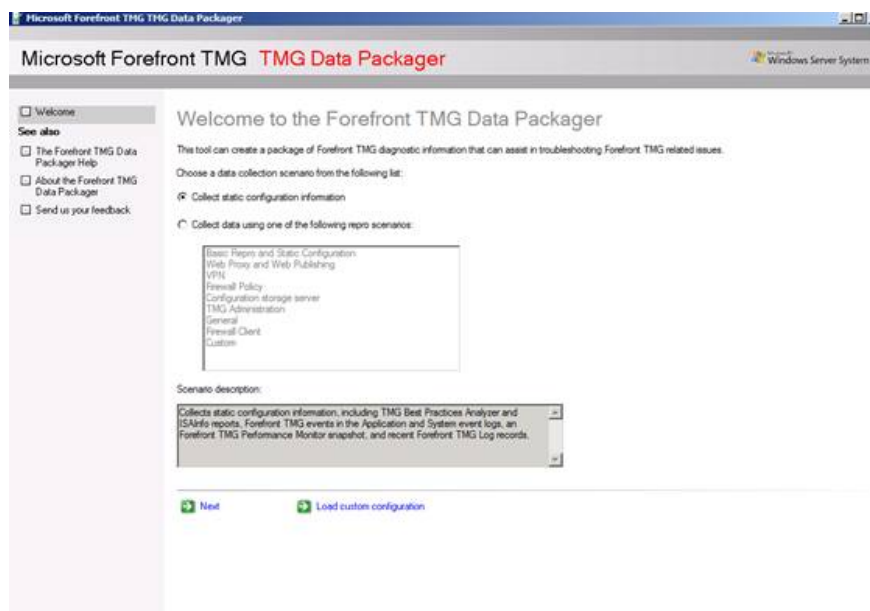 Microsoft Forefront TMG TMG Data Packager
Microsoft Forefront TMG TMG Data Packager
Microsoft
Windows Server System
Welcome
See also
The Forefront TMG Data
Packager Help
About the Forefront TMG
Data Packager
Send us your feedback
Welcome to the Forefront TMG Data Packager
This tool can create a package of Forefront TMG diagnostic information that can assist in troubleshooting Forefront TMG related issues.
Choose a data collection scenario from the following list:
Collect static configuration information
Collect data using one of the following repro scenarios:
Basic Repro and Static Configuration
Web Proxy and Web Publishing
VPN
Firewall Policy
Configuration storage server
TMG Administration
General
Firewall Client
Custom
Scenario description:
Collects static configuration information, including TMG Best Practices Analyzer and
ISAInfo reports, Forefront TMG events in the Application and System event logs, an
Forefront TMG Performance Monitor snapshot, and recent Forefront TMG Log records.
Next
Load custom configuration